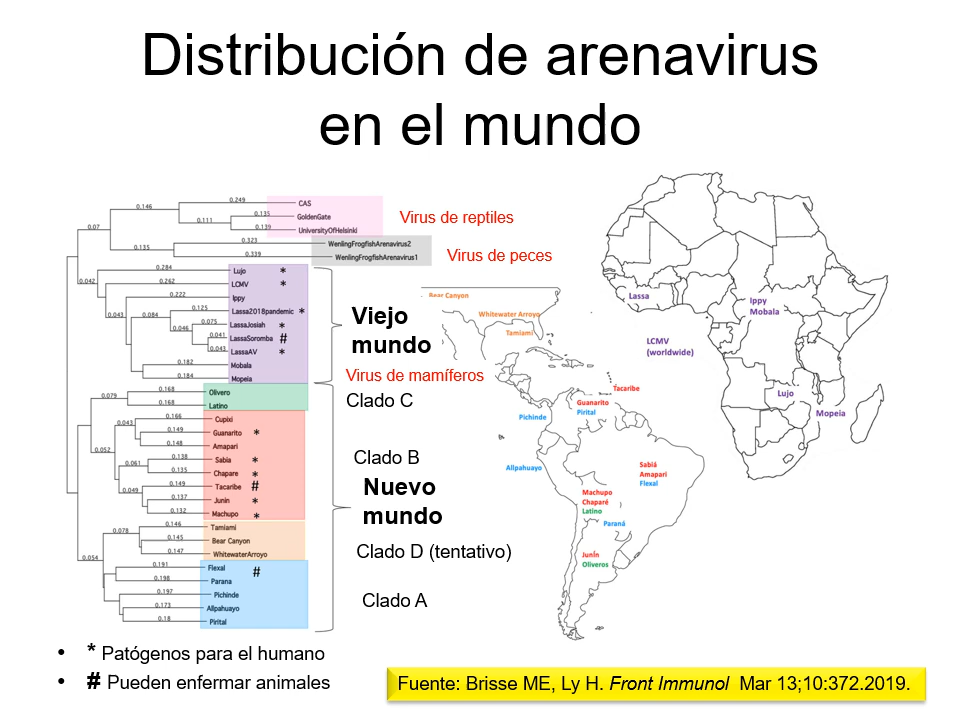 Distribución de arenavirus
en el mundo
0.249
CAS
0.146
0.135
GoldenGate
0.111
0.139
UniversityOfHelsinki
Virus de reptiles
0.07
0.323
WenlingFrogfishArenavirus2
0.135
0.339
WenlingFrogfishArenavirus1
Virus de peces
0.284
Lujo *
0.042
0.262
LCMV *
0.222
Ippy
0.125
Lassa2018pandemic *
0.043
0.084
0.075
LassaJosiah *
0.046
0.041
LassaSoromba #
0.043
LassaAV *
0.182
Mobala
0.184
Mopeia
Viejo
mundo
Virus de mamíferos
0.168
Olivero
0.079
0.168
Latino
Clado C
0.166
Cupixi
0.043
0.149
Guanarito *
0.148
Amapari
0.052
0.138
Sabia *
0.061
0.135
Chapare *
0.149
Tacaribe #
0.049
0.137
Junin *
0.132
Machupo *
Clado B
Nuevo
mundo
0.146
Tamiami
0.078
0.145
Bear Canyon
0.147
WhitewaterArroyo
Clado D (tentativo)
0.054
0.191
Flexal #
0.198
Parana
0.197
Pichinde
0.173
Allpahuayo
0.18
Pirital
Clado A
Bear Canyon
Whitewater Arroyo
Tamiami
Tacaribe
Guanarito
Pirital
Pichinde
Allpahuayo
Sabiá
Amapari
Flexal
Machupo
Chaparé
Latino
Paraná
Junín
Oliveros
Lassa
Ippy
Mobala
LCMV
(worldwide)
Lujo
Mopeia
• * Patógenos para el humano
• # Pueden enfermar animales
Fuente: Brisse ME, Ly H. Front Immunol Mar 13;10:372.2019.